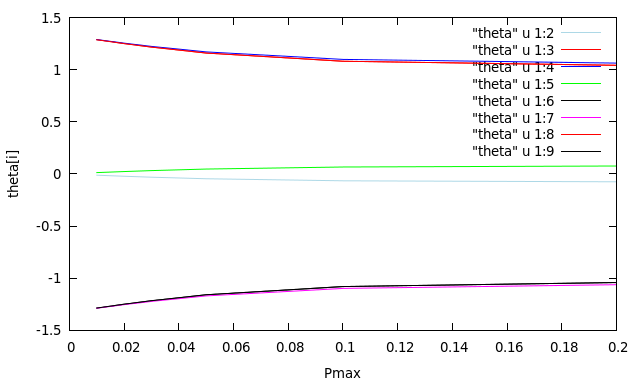 1.5
1
0.5
0
-0.5
-1
-1.5
theta[i]
"theta" u 1:2
"theta" u 1:3
"theta" u 1:4
"theta" u 1:5
"theta" u 1:6
"theta" u 1:7
"theta" u 1:8
"theta" u 1:9
0 0.02 0.04 0.06 0.08 0.1 0.12 0.14 0.16 0.18 0.2
Pmax